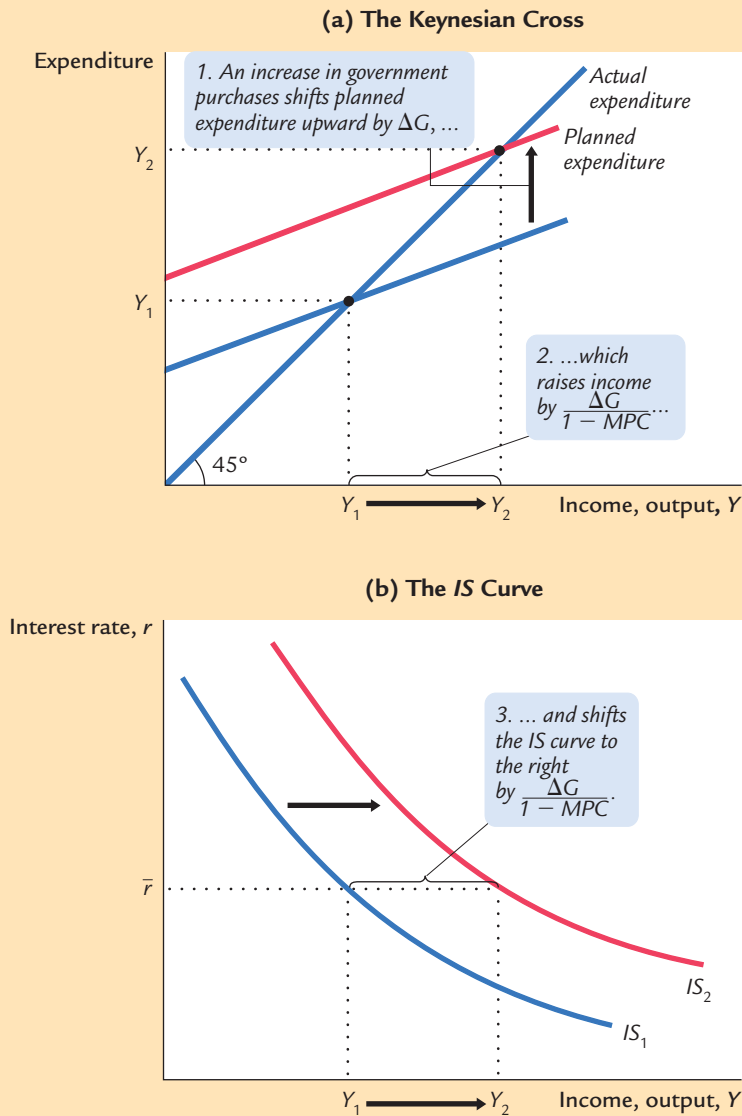 (a) The Keynesian Cross
Expenditure
1. An increase in government
purchases shifts planned
expenditure upward by ΔG, ...
Actual
expenditure
Planned
expenditure
Y₂
Y₁
2. ...which
raises income
by ΔG/(1 − MPC) ...
45°
Y₁
Y₂
Income, output, Y
(b) The IS Curve
Interest rate, r
3. ... and shifts
the IS curve to
the right
by ΔG/(1 − MPC).
r̄
IS₂
IS₁
Y₁
Y₂
Income, output, Y